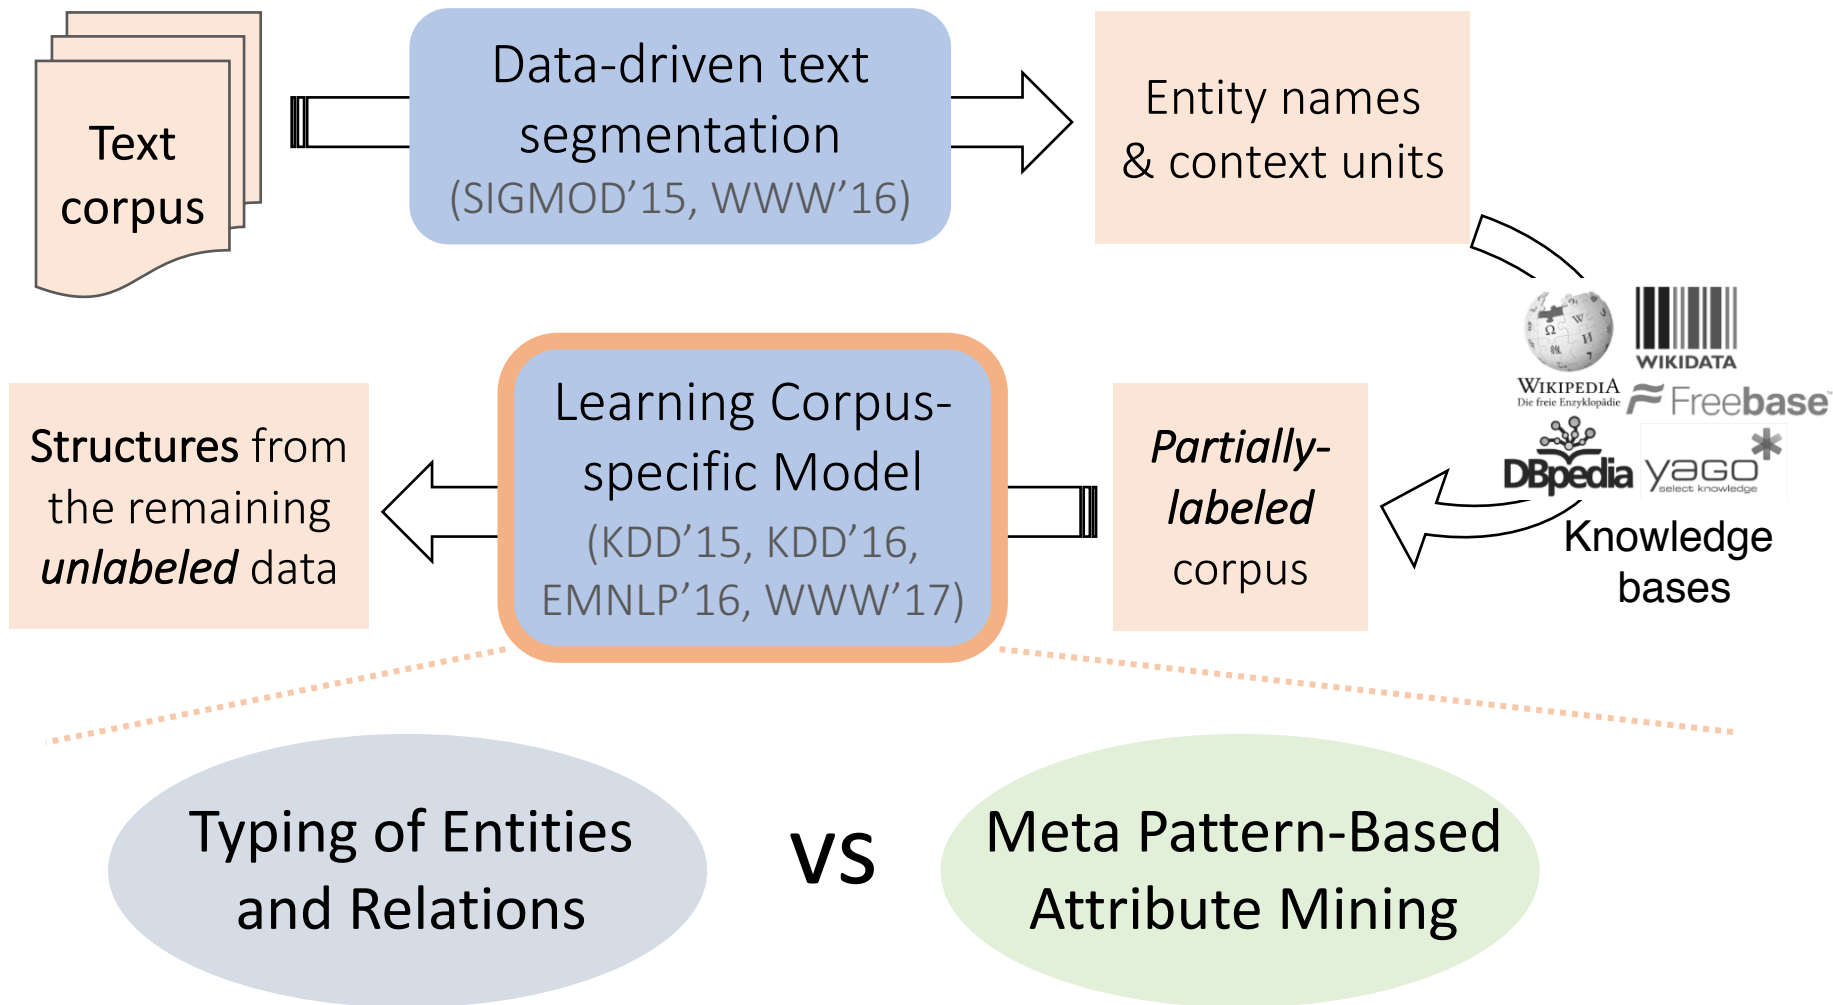 Text
corpus
Data-driven text
segmentation
(SIGMOD’15, WWW’16)
Entity names
& context units
WIKIPEDIA
Die freie Enzyklopädie
WIKIDATA
Freebase™
DBpedia
yago
select knowledge
Knowledge
bases
Partially-
labeled
corpus
Learning Corpus-
specific Model
(KDD’15, KDD’16,
EMNLP’16, WWW’17)
Structures from
the remaining
unlabeled data
Typing of Entities
and Relations
vs
Meta Pattern-Based
Attribute Mining